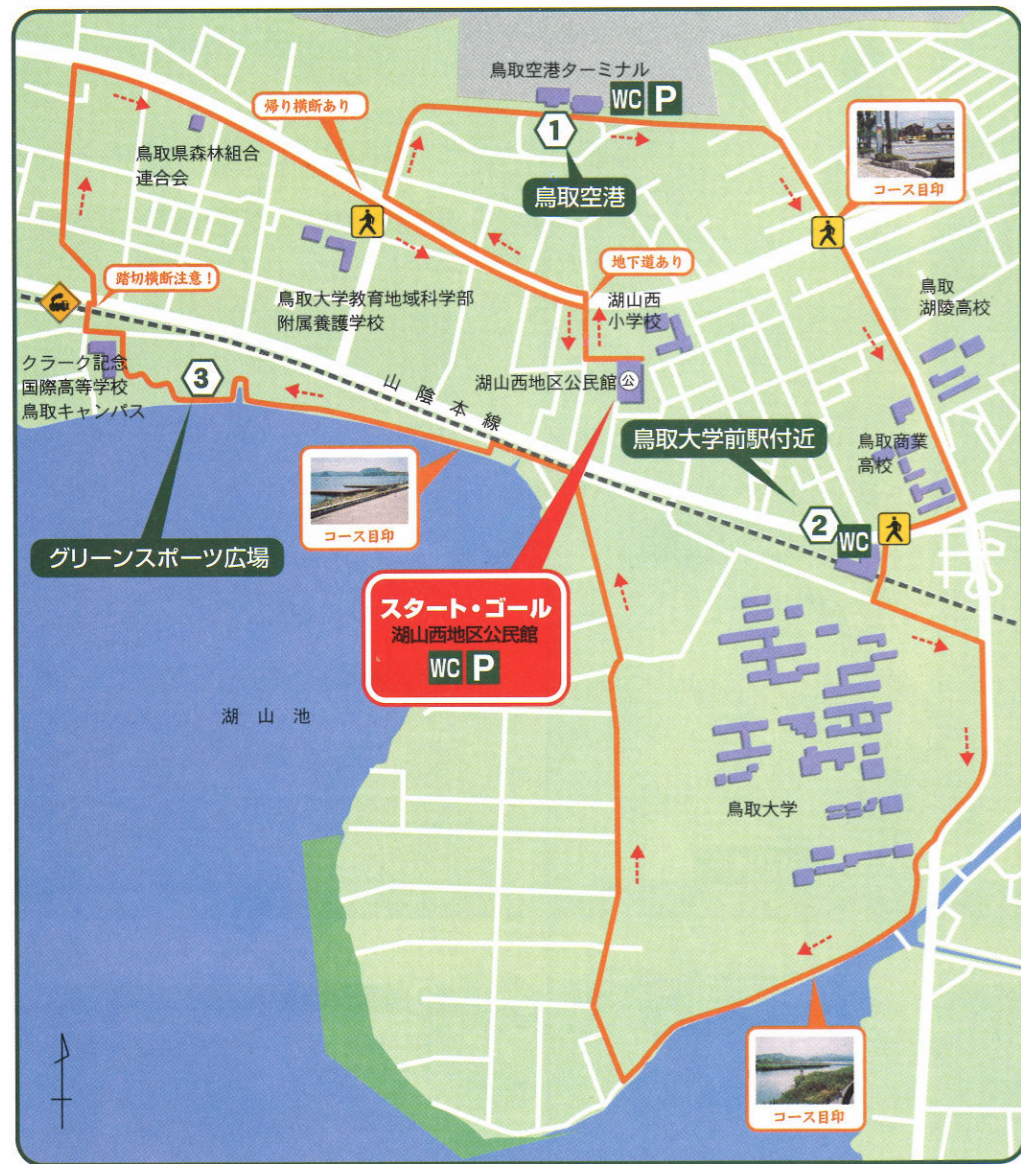 鳥取空港ターミナル
WC P
帰り横断あり
1
鳥取空港
コース目印
鳥取県森林組合
連合会
踏切横断注意！
地下道あり
鳥取大学教育地域科学部
附属養護学校
湖山西
小学校
鳥取
湖陵高校
クラーク記念
国際高等学校
鳥取キャンパス
3
山陰本線
湖山西地区公民館 公
鳥取大学前駅付近
鳥取商業
高校
2
WC
コース目印
グリーンスポーツ広場
スタート・ゴール
湖山西地区公民館
WC P
湖山池
鳥取大学
コース目印